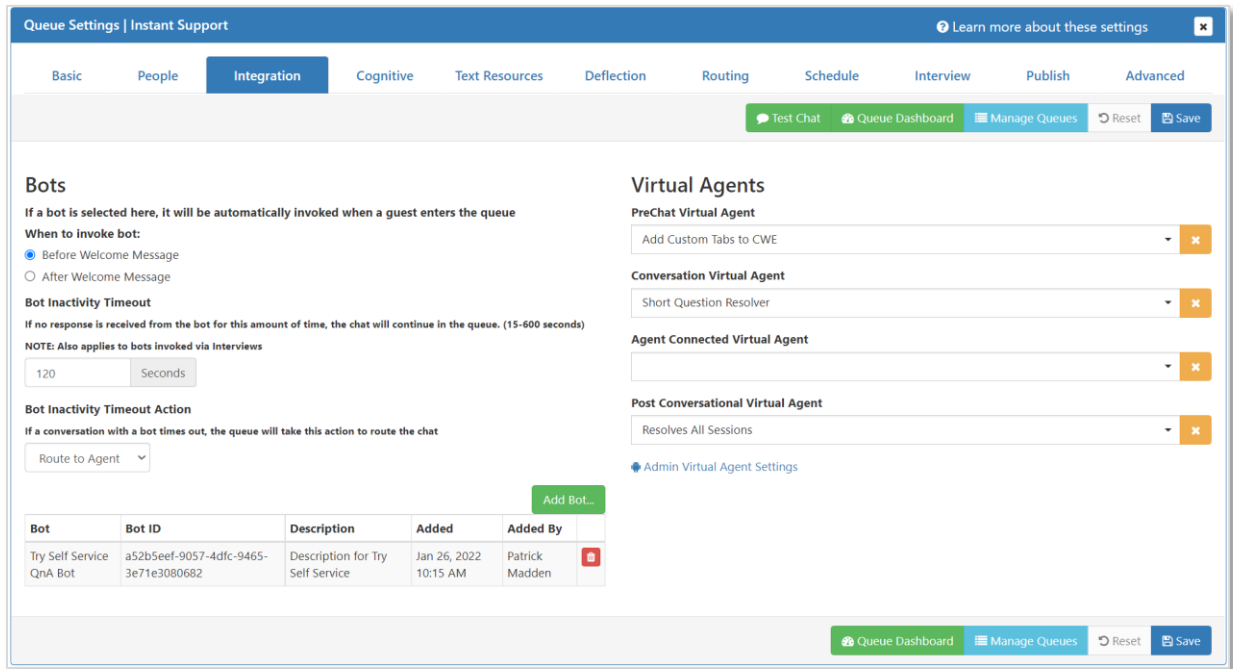 Queue Settings | Instant Support
Learn more about these settings
Basic People Integration Cognitive Text Resources Deflection Routing Schedule Interview Publish Advanced
Test Chat Queue Dashboard Manage Queues Reset Save
Bots
If a bot is selected here, it will be automatically invoked when a guest enters the queue
When to invoke bot:
Before Welcome Message
After Welcome Message
Bot Inactivity Timeout
If no response is received from the bot for this amount of time, the chat will continue in the queue. (15-600 seconds)
NOTE: Also applies to bots invoked via Interviews
120 Seconds
Bot Inactivity Timeout Action
If a conversation with a bot times out, the queue will take this action to route the chat
Route to Agent
Add Bot...
Bot Bot ID Description Added Added By
Try Self Service a52b5eef-9057-4dfc-9465- Description for Try Jan 26, 2022 Patrick
QnA Bot 3e71e3080682 Self Service 10:15 AM Madden
Virtual Agents
PreChat Virtual Agent
Add Custom Tabs to CWE
Conversation Virtual Agent
Short Question Resolver
Agent Connected Virtual Agent
Post Conversational Virtual Agent
Resolves All Sessions
Admin Virtual Agent Settings
Queue Dashboard Manage Queues Reset Save